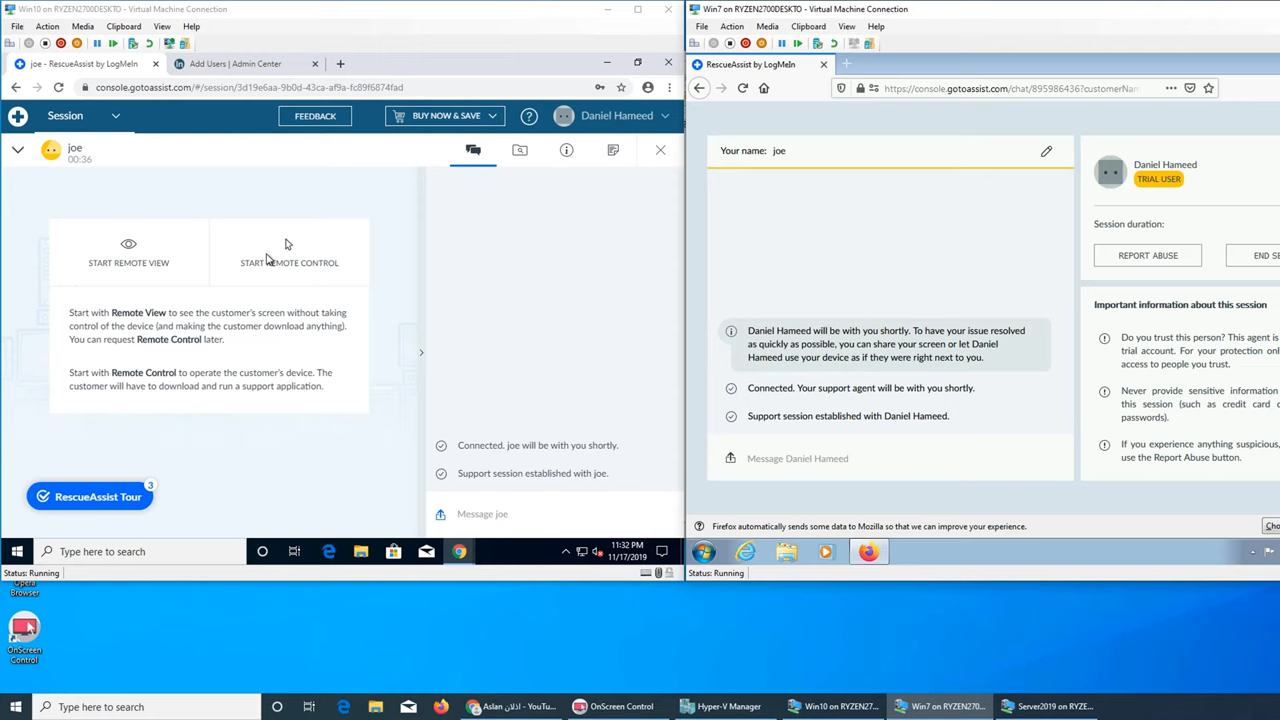 Win10 on RYZEN2700DESKTO - Virtual Machine Connection
File Action Media Clipboard View Help
joe - RescueAssist by LogMeIn
Add Users | Admin Center
console.gotoassist.com/#/session/3d19e6aa-9b0d-43ca-af9a-fc89f6874fad
Session
FEEDBACK
BUY NOW & SAVE
Daniel Hameed
joe
00:36
START REMOTE VIEW
START REMOTE CONTROL
Start with Remote View to see the customer's screen without taking
control of the device (and making the customer download anything).
You can request Remote Control later.
Start with Remote Control to operate the customer's device. The
customer will have to download and run a support application.
Connected. joe will be with you shortly.
Support session established with joe.
Message joe
RescueAssist Tour
3
Type here to search
11:32 PM
11/17/2019
Status: Running
Win7 on RYZEN2700DESKTO - Virtual Machine Connection
File Action Media Clipboard View Help
RescueAssist by LogMeIn
https://console.gotoassist.com/chat/895986436?customerNam
Your name: joe
Daniel Hameed will be with you shortly. To have your issue resolved
as quickly as possible, you can share your screen or let Daniel
Hameed use your device as if they were right next to you.
Connected. Your support agent will be with you shortly.
Support session established with Daniel Hameed.
Message Daniel Hameed
Daniel Hameed
TRIAL USER
Session duration:
REPORT ABUSE
END SE
Important information about this session
Do you trust this person? This agent is
trial account. For your protection onl
access to people you trust.
Never provide sensitive information
this session (such as credit card o
passwords).
If you experience anything suspicious,
use the Report Abuse button.
Firefox automatically sends some data to Mozilla so that we can improve your experience.
Cho
Status: Running
Opera
Browser
OnScreen
Control
Type here to search
Aslan اذلان - YouTu...
OnScreen Control
Hyper-V Manager
Win10 on RYZEN270...
Win7 on RYZEN270...
Server2019 on RYZE...